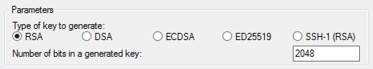 Parameters
Type of key to generate:
RSA DSA ECDSA ED25519 SSH-1 (RSA)
Number of bits in a generated key: 2048